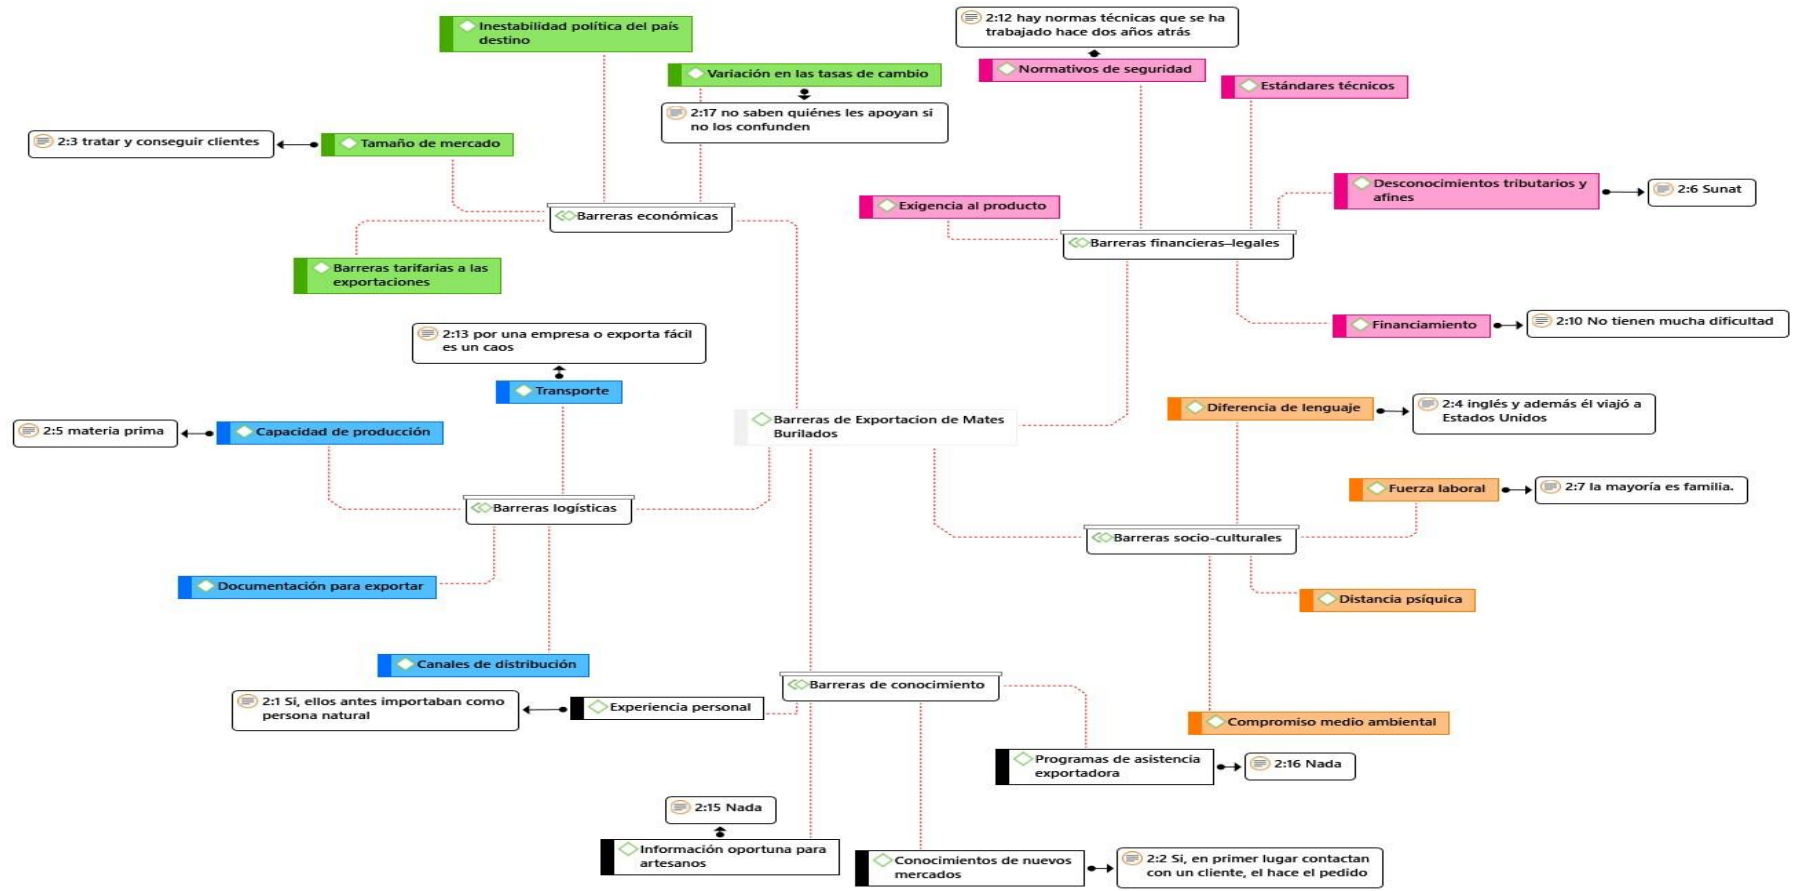 Inestabilidad política del país
destino
2:12 hay normas técnicas que se ha
trabajado hace dos años atrás
Variación en las tasas de cambio
Normativos de seguridad
Estándares técnicos
2:17 no saben quiénes les apoyan si
no los confunden
2:3 tratar y conseguir clientes
Tamaño de mercado
Desconocimientos tributarios y
afines
2:6 Sunat
Exigencia al producto
Barreras económicas
Barreras financieras–legales
Barreras tarifarias a las
exportaciones
2:13 por una empresa o exporta fácil
es un caos
Financiamiento
2:10 No tienen mucha dificultad
Transporte
2:5 materia prima
Capacidad de producción
Barreras de Exportacion de Mates
Burilados
Diferencia de lenguaje
2:4 inglés y además él viajó a
Estados Unidos
Fuerza laboral
2:7 la mayoría es familia.
Barreras logísticas
Barreras socio-culturales
Documentación para exportar
Distancia psíquica
Canales de distribución
Barreras de conocimiento
2:1 Si, ellos antes importaban como
persona natural
Experiencia personal
Compromiso medio ambiental
Programas de asistencia
exportadora
2:16 Nada
2:15 Nada
Información oportuna para
artesanos
Conocimientos de nuevos
mercados
2:2 Si, en primer lugar contactan
con un cliente, el hace el pedido